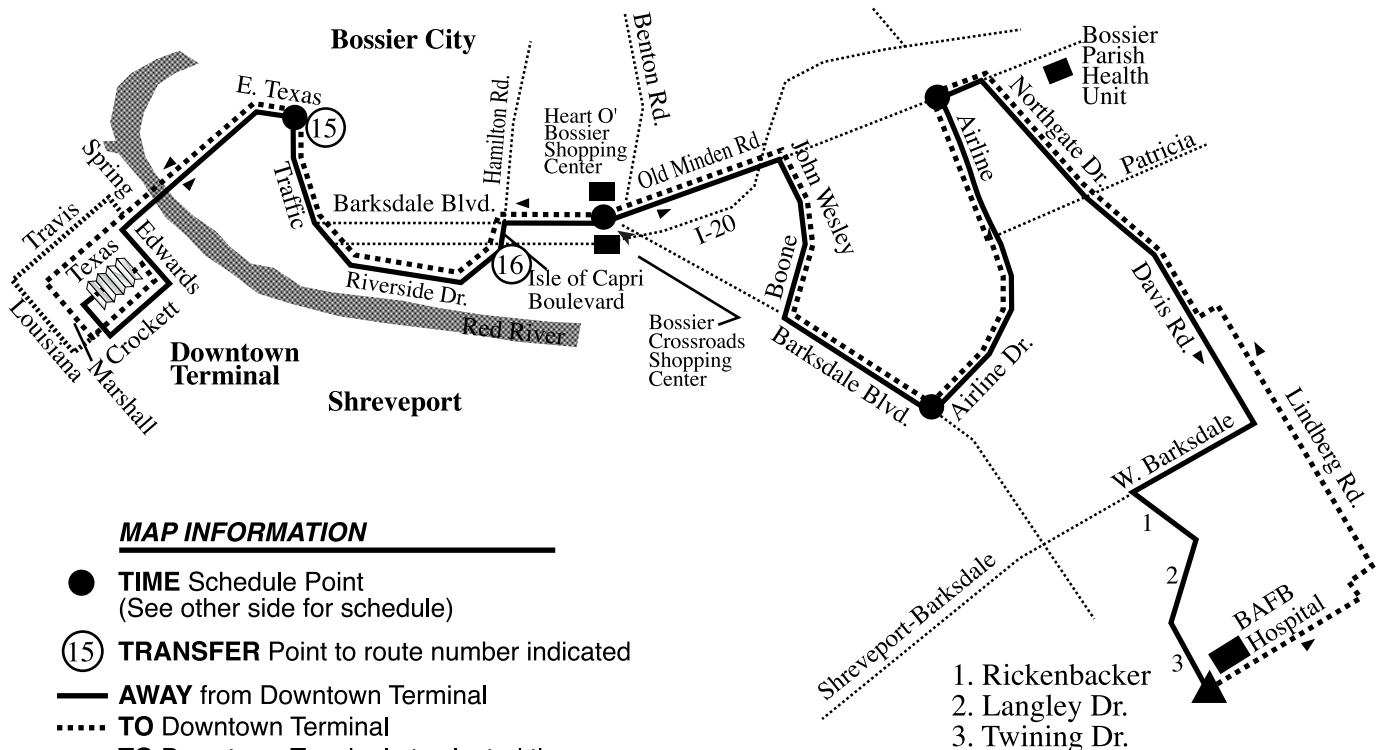 Bossier City
E. Texas
15
Spring
Travis
Texas
Edwards
Louisiana
Crockett
Marshall
Downtown
Terminal
Shreveport
Traffic
Riverside Dr.
Red River
Barksdale Blvd.
Hamilton Rd.
16
Isle of Capri
Boulevard
Heart O'
Bossier
Shopping
Center
Benton Rd.
Old Minden Rd.
I-20
Bossier
Crossroads
Shopping
Center
John Wesley
Boone
Barksdale Blvd.
Airline Dr.
Airline
Northgate Dr.
Bossier
Parish
Health
Unit
Patricia
Davis Rd.
Lindberg Rd.
W. Barksdale
Shreveport-Barksdale
1
2
3
BAFB
Hospital
1. Rickenbacker
2. Langley Dr.
3. Twining Dr.
MAP INFORMATION
TIME Schedule Point
(See other side for schedule)
15 TRANSFER Point to route number indicated
AWAY from Downtown Terminal
TO Downtown Terminal